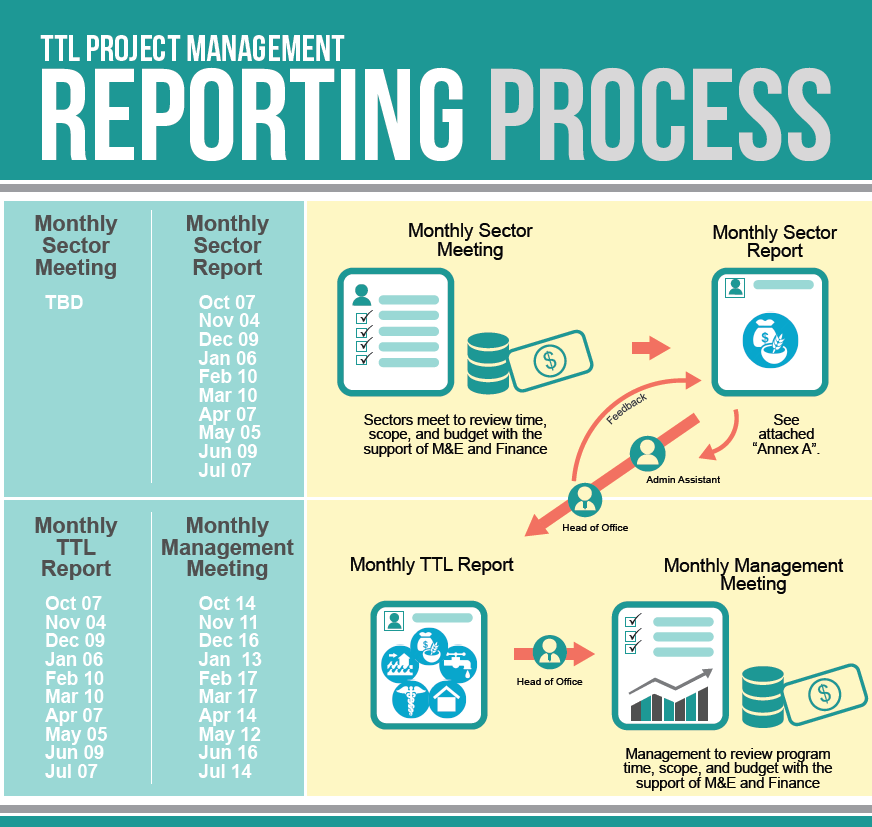 TTL PROJECT MANAGEMENT
REPORTING PROCESS
Monthly
Sector
Meeting
TBD
Monthly
Sector
Report
Oct 07
Nov 04
Dec 09
Jan 06
Feb 10
Mar 10
Apr 07
May 05
Jun 09
Jul 07
Monthly Sector
Meeting
$
Sectors meet to review time,
scope, and budget with the
support of M&E and Finance
Monthly Sector
Report
$
See
attached
“Annex A”.
Feedback
Admin Assistant
Head of Office
Monthly
TTL
Report
Oct 07
Nov 04
Dec 09
Jan 06
Feb 10
Mar 10
Apr 07
May 05
Jun 09
Jul 07
Monthly
Management
Meeting
Oct 14
Nov 11
Dec 16
Jan 13
Feb 17
Mar 17
Apr 14
May 12
Jun 16
Jul 14
Monthly TTL Report
$
Head of Office
Monthly Management
Meeting
$
Management to review program
time, scope, and budget with the
support of M&E and Finance